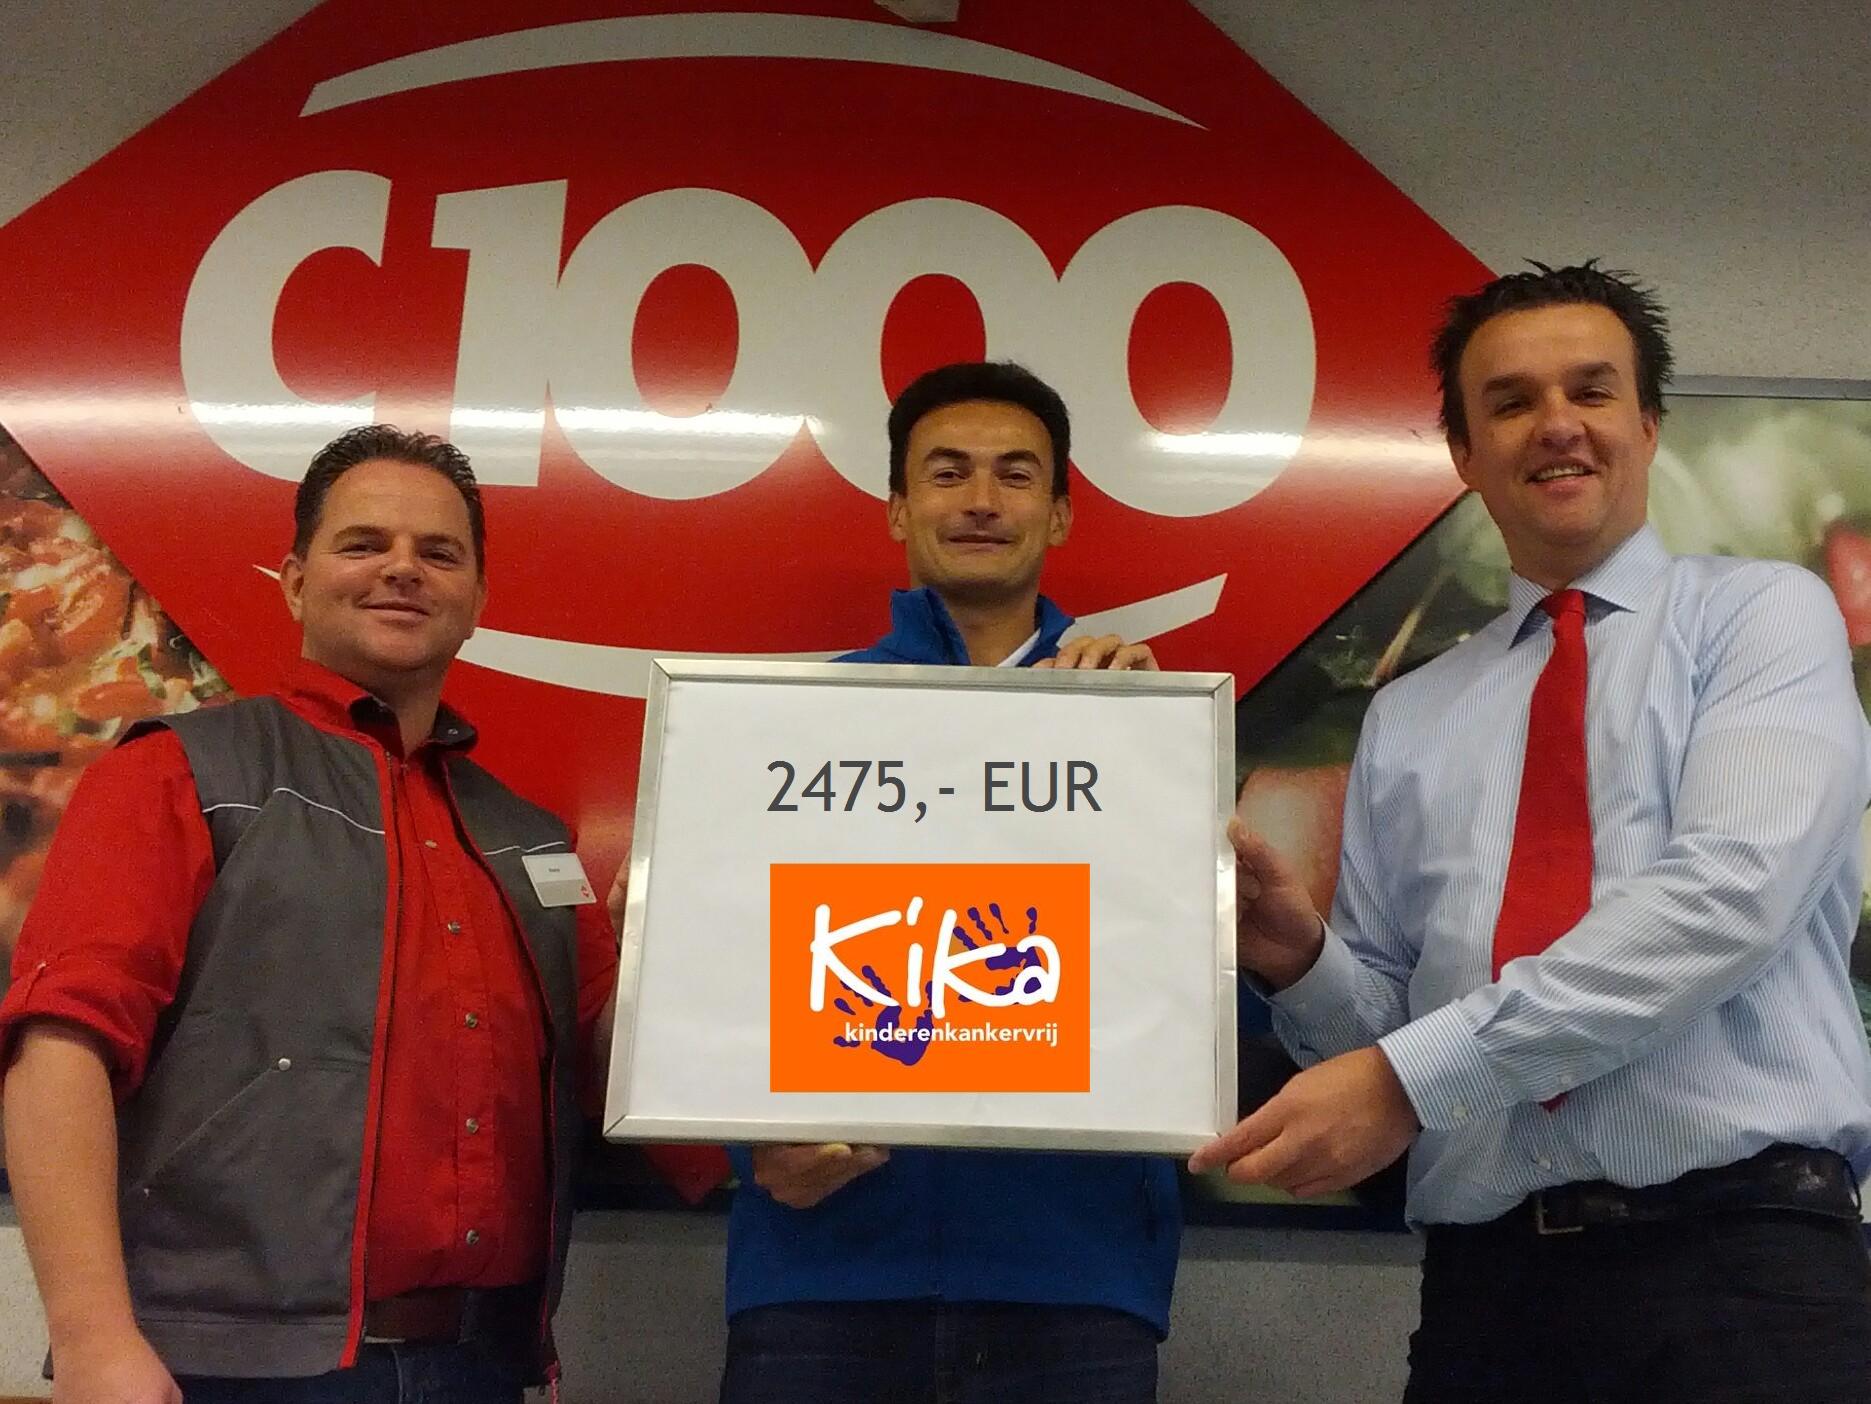 C1000
2475,- EUR
Kika
kinderenkankervrij